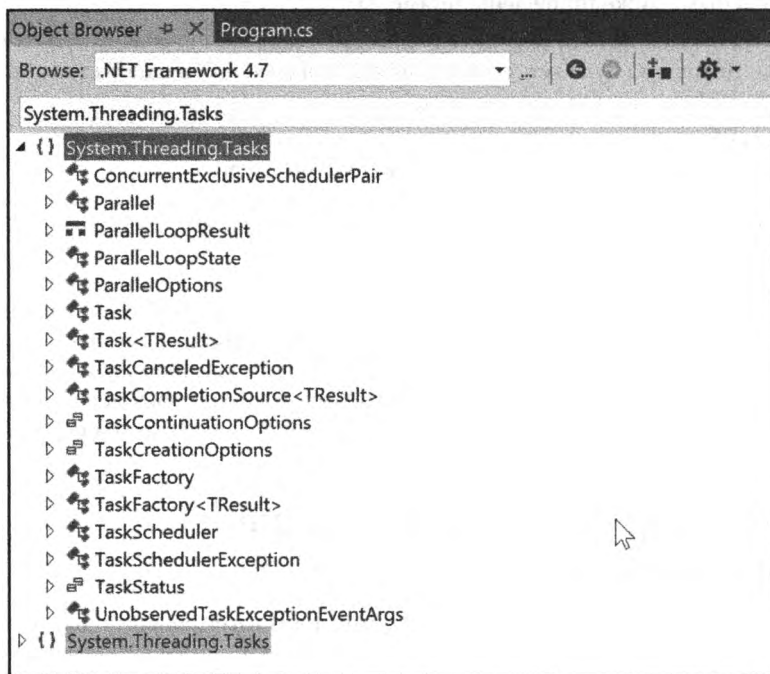 Object Browser Program.cs
Browse: .NET Framework 4.7 ...
System.Threading.Tasks
{} System.Threading.Tasks
ConcurrentExclusiveSchedulerPair
Parallel
ParallelLoopResult
ParallelLoopState
ParallelOptions
Task
Task<TResult>
TaskCanceledException
TaskCompletionSource<TResult>
TaskContinuationOptions
TaskCreationOptions
TaskFactory
TaskFactory<TResult>
TaskScheduler
TaskSchedulerException
TaskStatus
UnobservedTaskExceptionEventArgs
{} System.Threading.Tasks